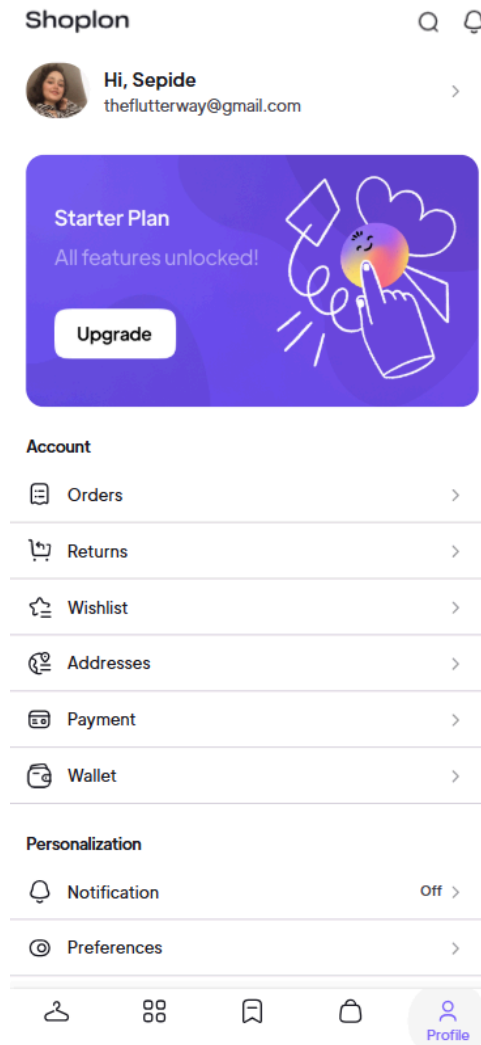 Shoplon
Hi, Sepide
theflutterway@gmail.com
Starter Plan
All features unlocked!
Upgrade
Account
Orders
Returns
Wishlist
Addresses
Payment
Wallet
Personalization
Notification Off
Preferences
Profile